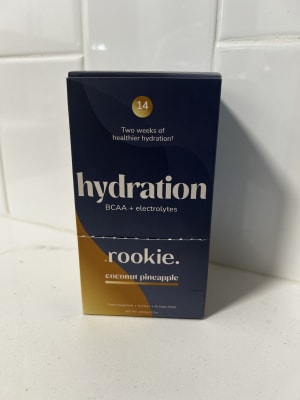 14
Two weeks of
healthier hydration!
hydration
BCAA + electrolytes
.rookie.
coconut pineapple